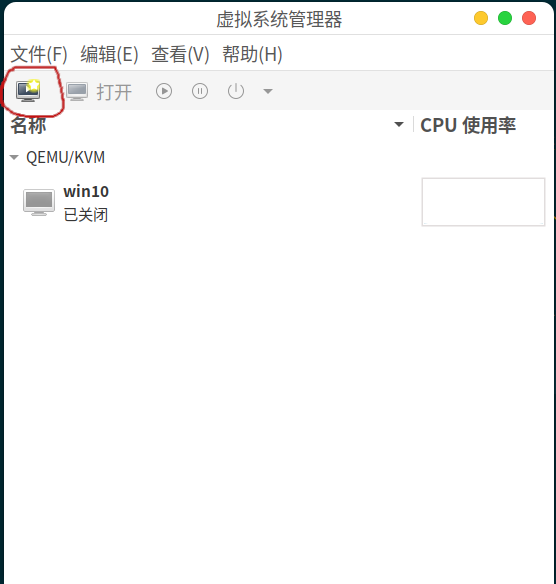 虚拟系统管理器
文件(F) 编辑(E) 查看(V) 帮助(H)
打开
名称 CPU 使用率
QEMU/KVM
win10
已关闭